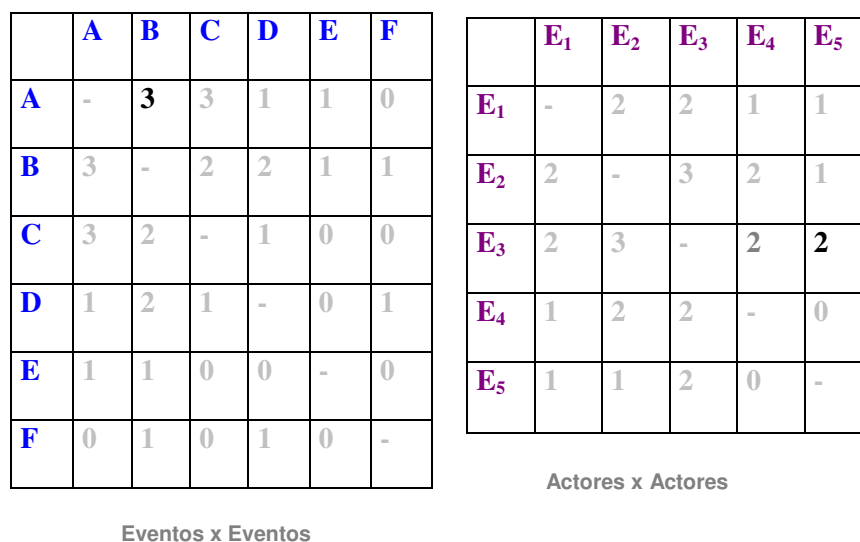 A B C D E F
A - 3 3 1 1 0
B 3 - 2 2 1 1
C 3 2 - 1 0 0
D 1 2 1 - 0 1
E 1 1 0 0 - 0
F 0 1 0 1 0 -
Eventos x Eventos
E₁ E₂ E₃ E₄ E₅
E₁ - 2 2 1 1
E₂ 2 - 3 2 1
E₃ 2 3 - 2 2
E₄ 1 2 2 - 0
E₅ 1 1 2 0 -
Actores x Actores